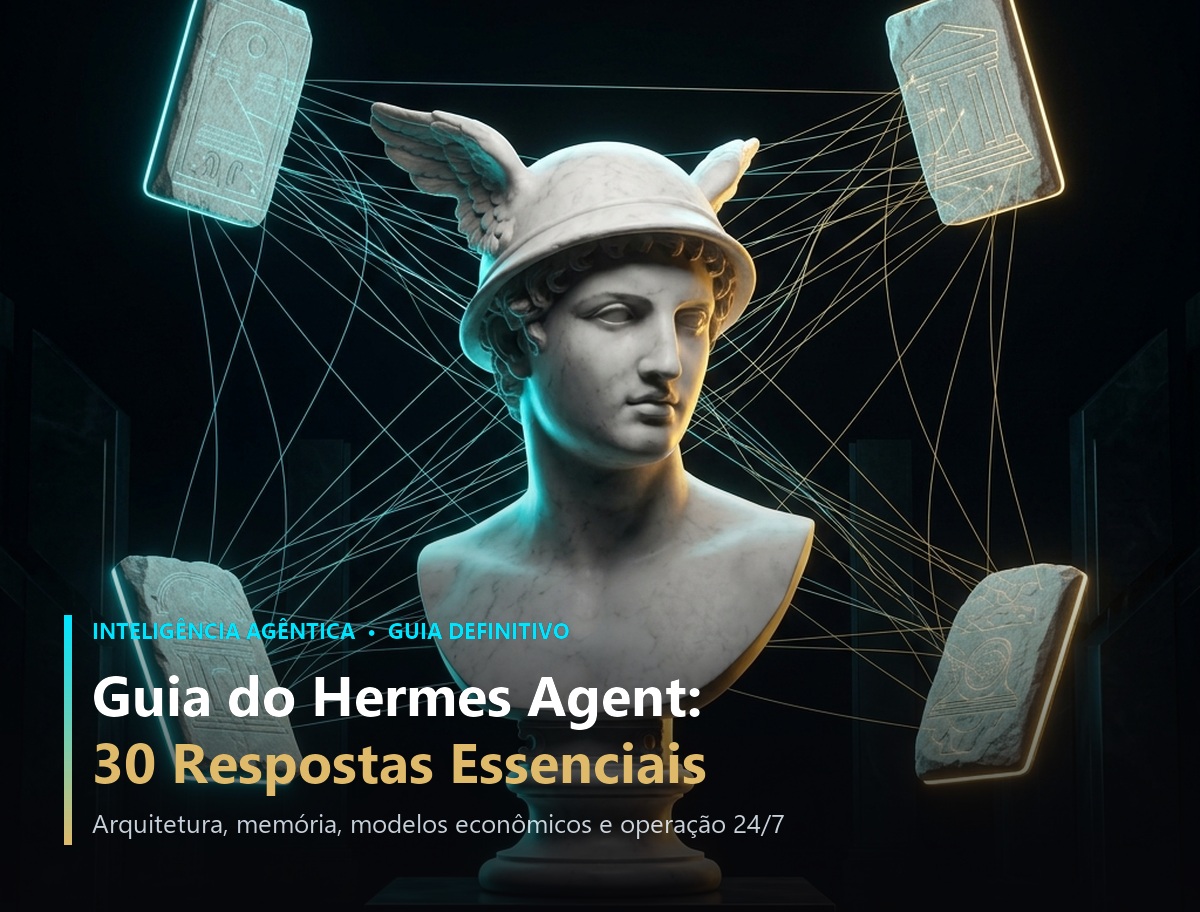 INTELIGÊNCIA AGÊNTICA • GUIA DEFINITIVO
Guia do Hermes Agent:
30 Respostas Essenciais
Arquitetura, memória, modelos econômicos e operação 24/7